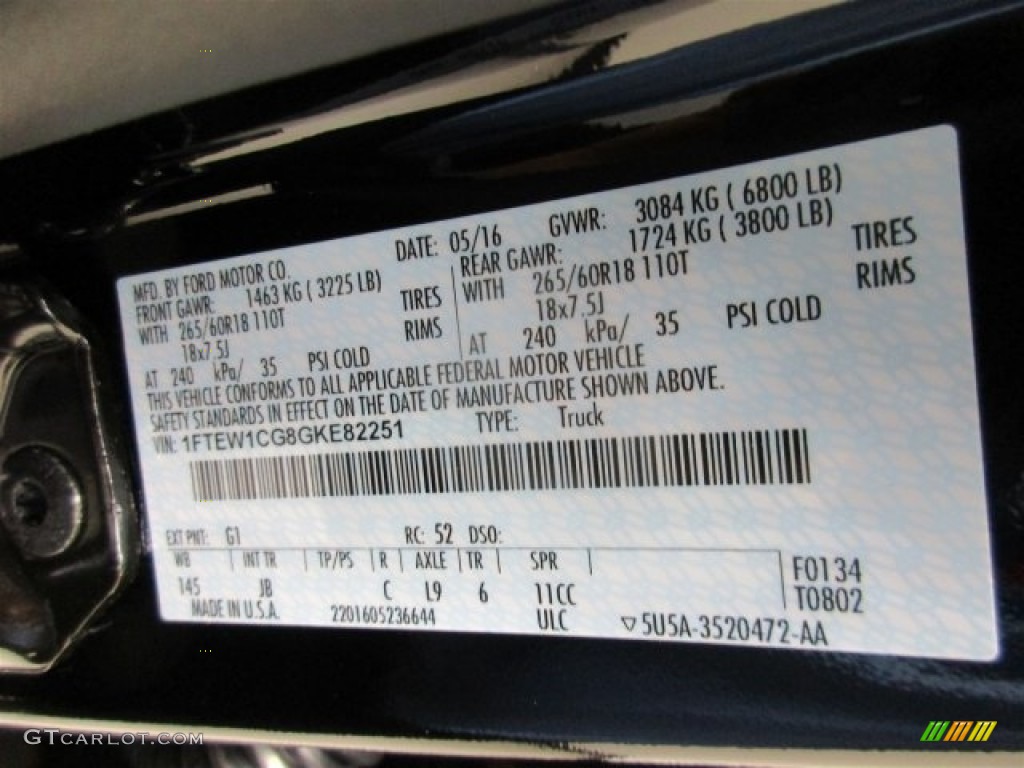 MFD. BY FORD MOTOR CO. DATE: 05/16 GVWR: 3084 KG ( 6800 LB)
FRONT GAWR: 1463 KG ( 3225 LB) REAR GAWR: 1724 KG ( 3800 LB)
WITH 265/60R18 110T TIRES WITH 265/60R18 110T TIRES
18x7.5J RIMS 18x7.5J RIMS
AT 240 kPa/ 35 PSI COLD AT 240 kPa/ 35 PSI COLD
THIS VEHICLE CONFORMS TO ALL APPLICABLE FEDERAL MOTOR VEHICLE
SAFETY STANDARDS IN EFFECT ON THE DATE OF MANUFACTURE SHOWN ABOVE.
VIN: 1FTEW1CG8GKE82251 TYPE: Truck
EXT PNT: G1 RC: 52 DSO:
WB INT TR TP/PS R AXLE TR SPR F0134
145 JB C L9 6 11CC T0802
MADE IN U.S.A. 2201605236644 ULC ▽5U5A-3520472-AA
GTCARLOT.COM